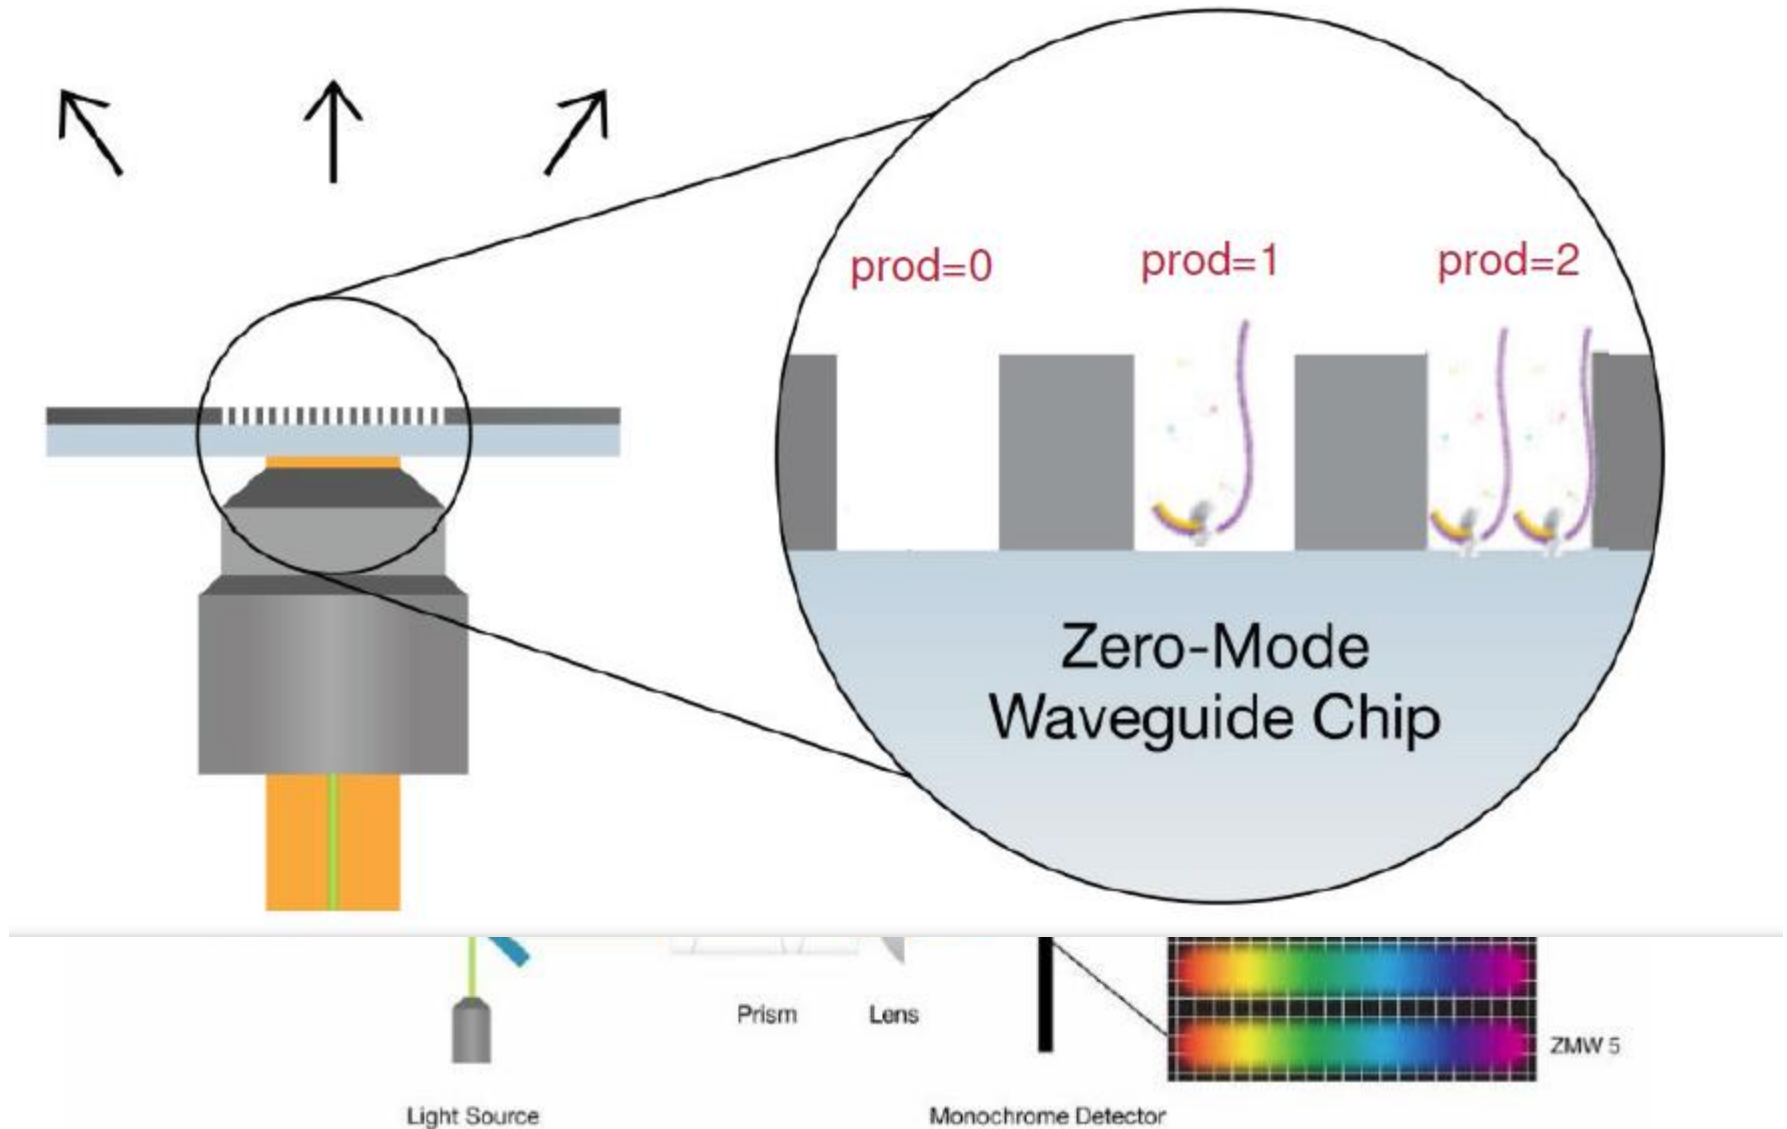 prod=0
prod=1
prod=2
Zero-Mode
Waveguide Chip
Prism
Lens
ZMW 5
Light Source
Monochrome Detector